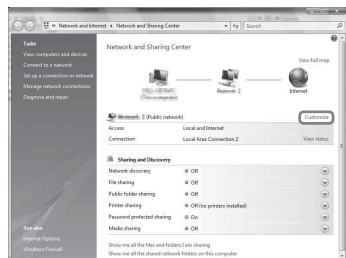 « Network and Internet ▸ Network and Sharing Center
Search
Tasks
View computers and devices
Connect to a network
Set up a connection or network
Manage network connections
Diagnose and repair
See also
Internet Options
Windows Firewall
Network and Sharing Center
View full map
Internet
(Public network)
Customize
Access Local and Internet
Connection Local Area Connection 2 View status
Sharing and Discovery
Network discovery Off
File sharing Off
Public folder sharing Off
Printer sharing Off (no printers installed)
Password protected sharing On
Media sharing Off
Show me all the files and folders I am sharing
Show me all the shared network folders on this computer